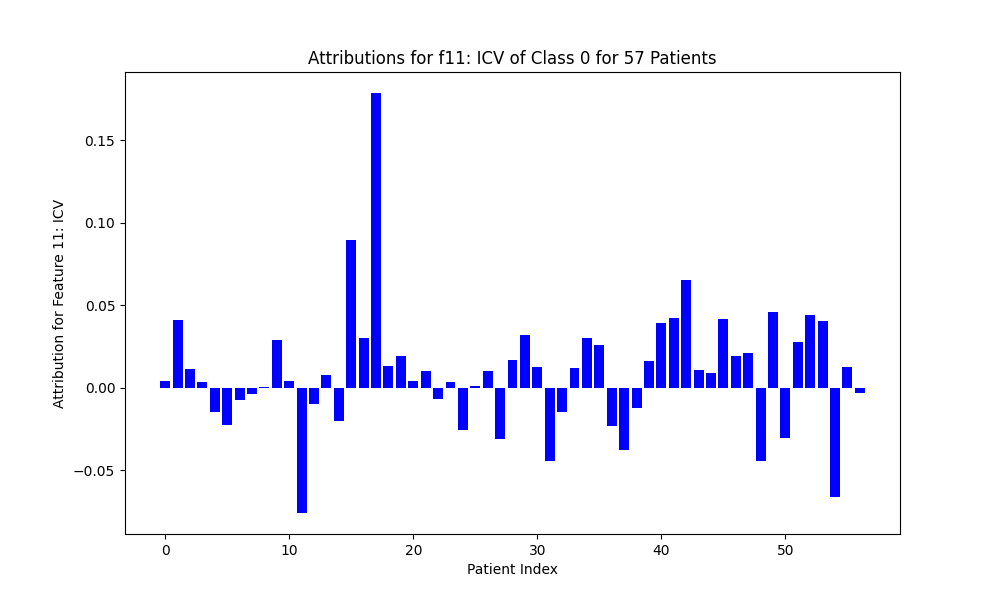 Attributions for f11: ICV of Class 0 for 57 Patients
Attribution for Feature 11: ICV
0.15
0.10
0.05
0.00
−0.05
0 10 20 30 40 50
Patient Index